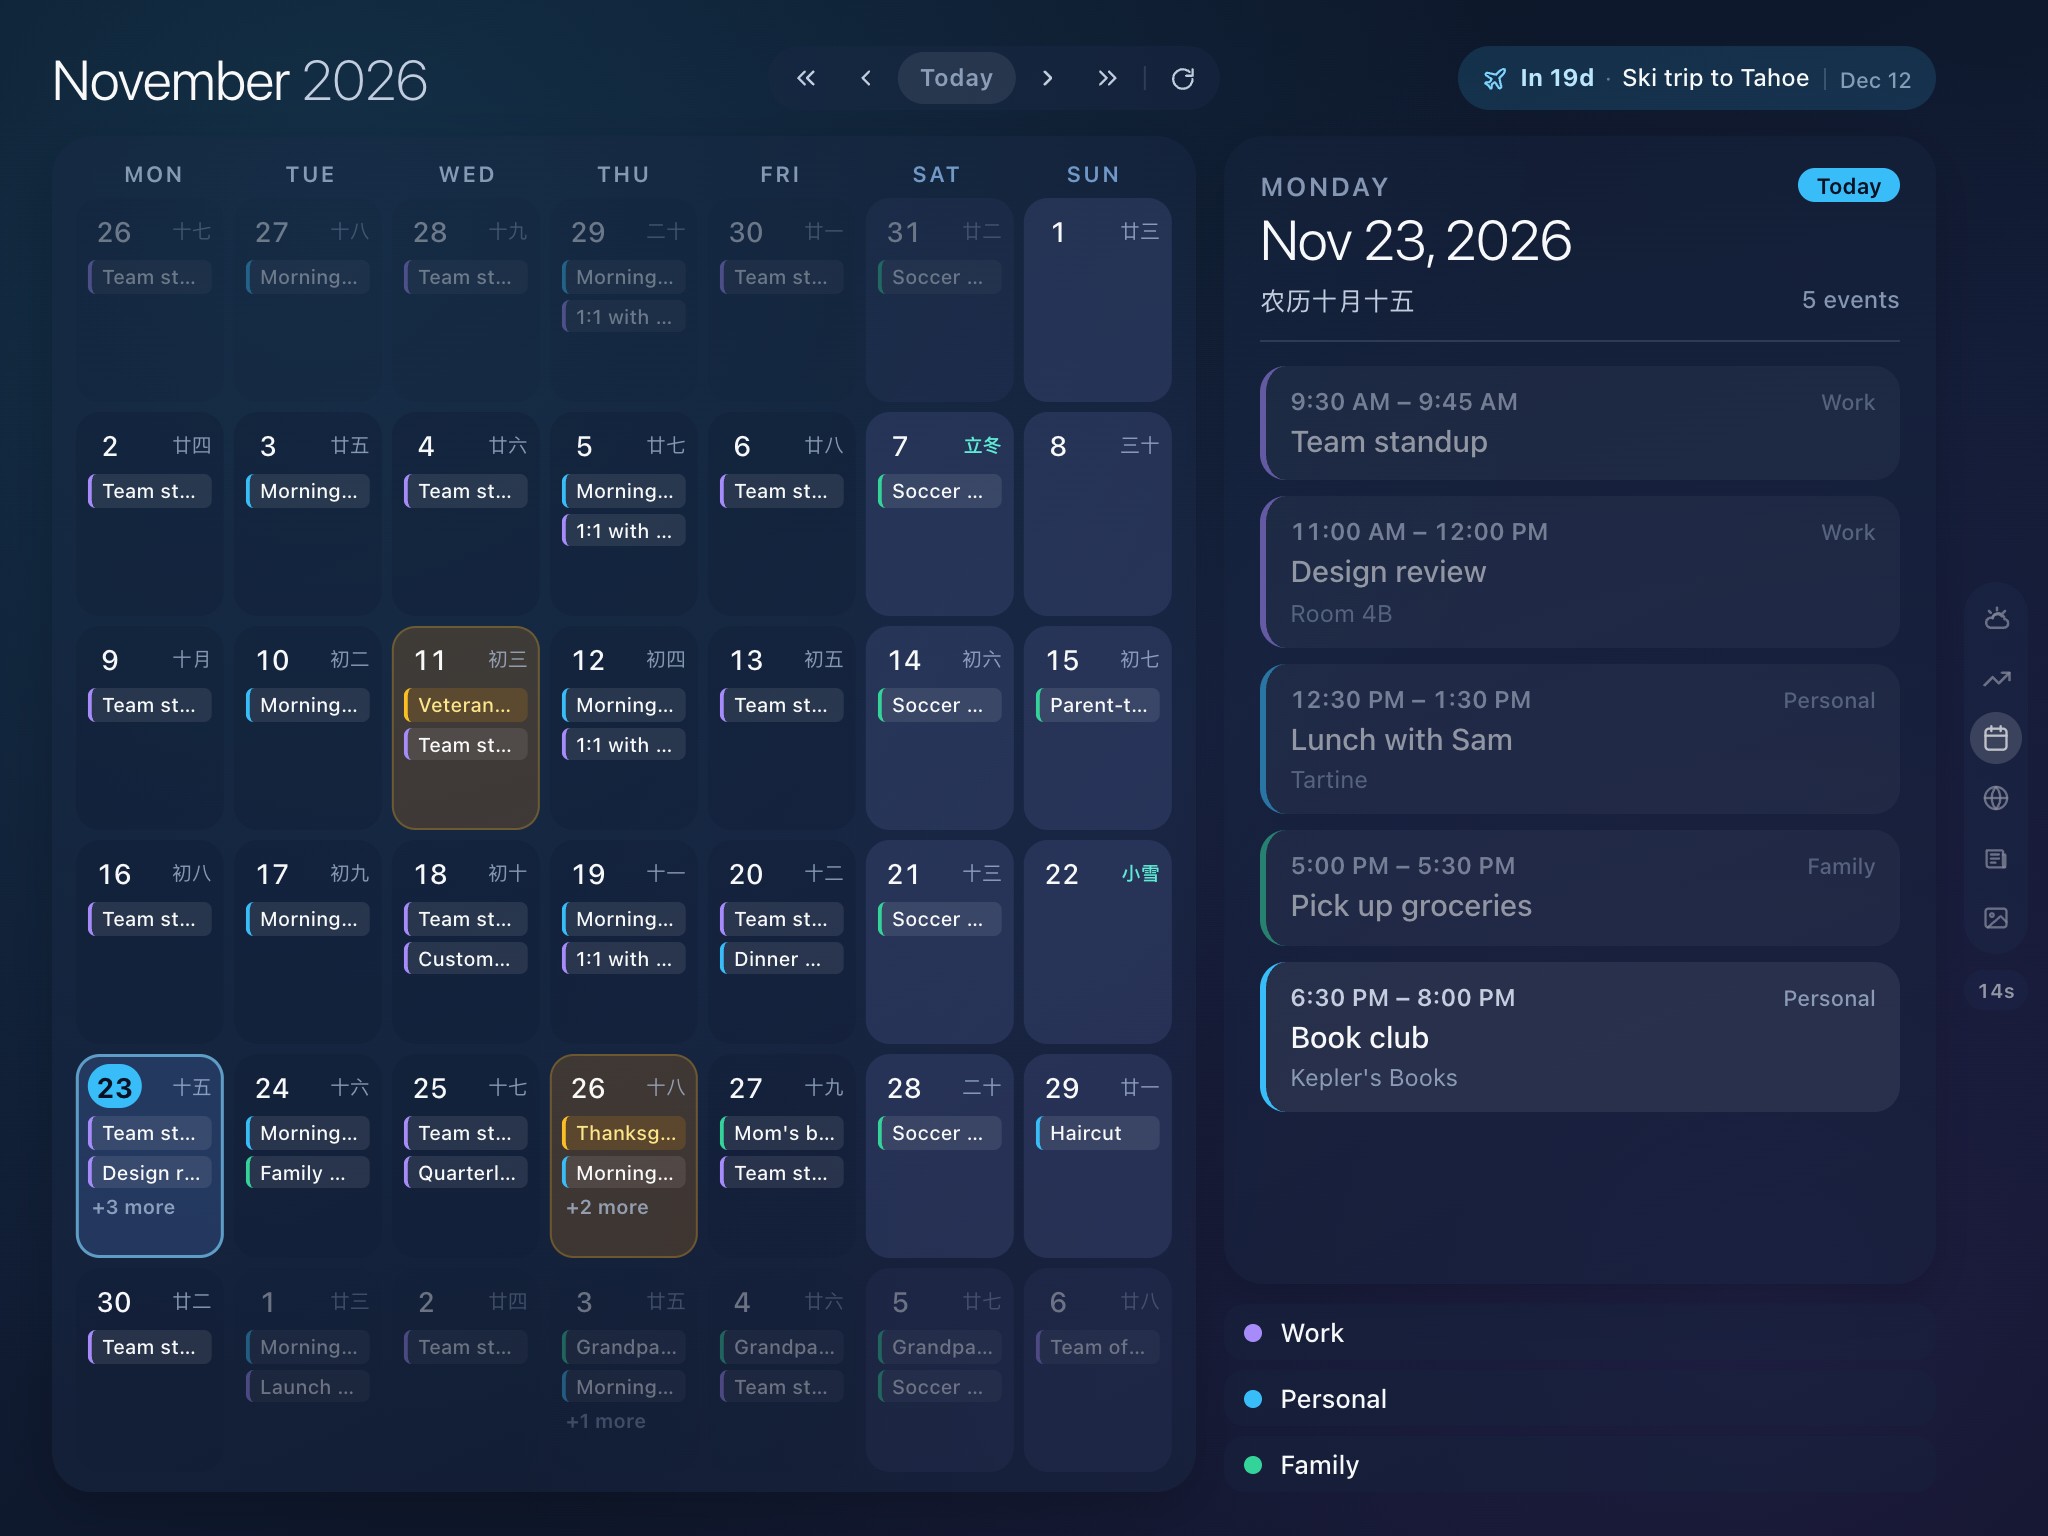 November 2026
Today
In 19d · Ski trip to Tahoe | Dec 12
MON TUE WED THU FRI SAT SUN
26 十七 27 十八 28 十九 29 二十 30 廿一 31 廿二 1 廿三
Team st... Morning... Team st... Morning... Team st... Soccer ...
1:1 with ...
2 廿四 3 廿五 4 廿六 5 廿七 6 廿八 7 立冬 8 三十
Team st... Morning... Team st... Morning... Team st... Soccer ...
1:1 with ...
9 十月 10 初二 11 初三 12 初四 13 初五 14 初六 15 初七
Team st... Morning... Veteran... Morning... Team st... Soccer ... Parent-t...
Team st... 1:1 with ...
16 初八 17 初九 18 初十 19 十一 20 十二 21 十三 22 小雪
Team st... Morning... Team st... Morning... Team st... Soccer ...
Custom... 1:1 with ... Dinner ...
23 十五 24 十六 25 十七 26 十八 27 十九 28 二十 29 廿一
Team st... Morning... Team st... Thanksg... Mom's b... Soccer ... Haircut
Design r... Family ... Quarterl... Morning... Team st...
+3 more +2 more
30 廿二 1 廿三 2 廿四 3 廿五 4 廿六 5 廿七 6 廿八
Team st... Morning... Team st... Grandpa... Grandpa... Grandpa... Team of...
Launch ... Morning... Team st... Soccer ...
+1 more
MONDAY Today
Nov 23, 2026
农历十月十五 5 events
9:30 AM – 9:45 AM Work
Team standup
11:00 AM – 12:00 PM Work
Design review
Room 4B
12:30 PM – 1:30 PM Personal
Lunch with Sam
Tartine
5:00 PM – 5:30 PM Family
Pick up groceries
6:30 PM – 8:00 PM Personal
Book club
Kepler's Books
Work
Personal
Family
14s